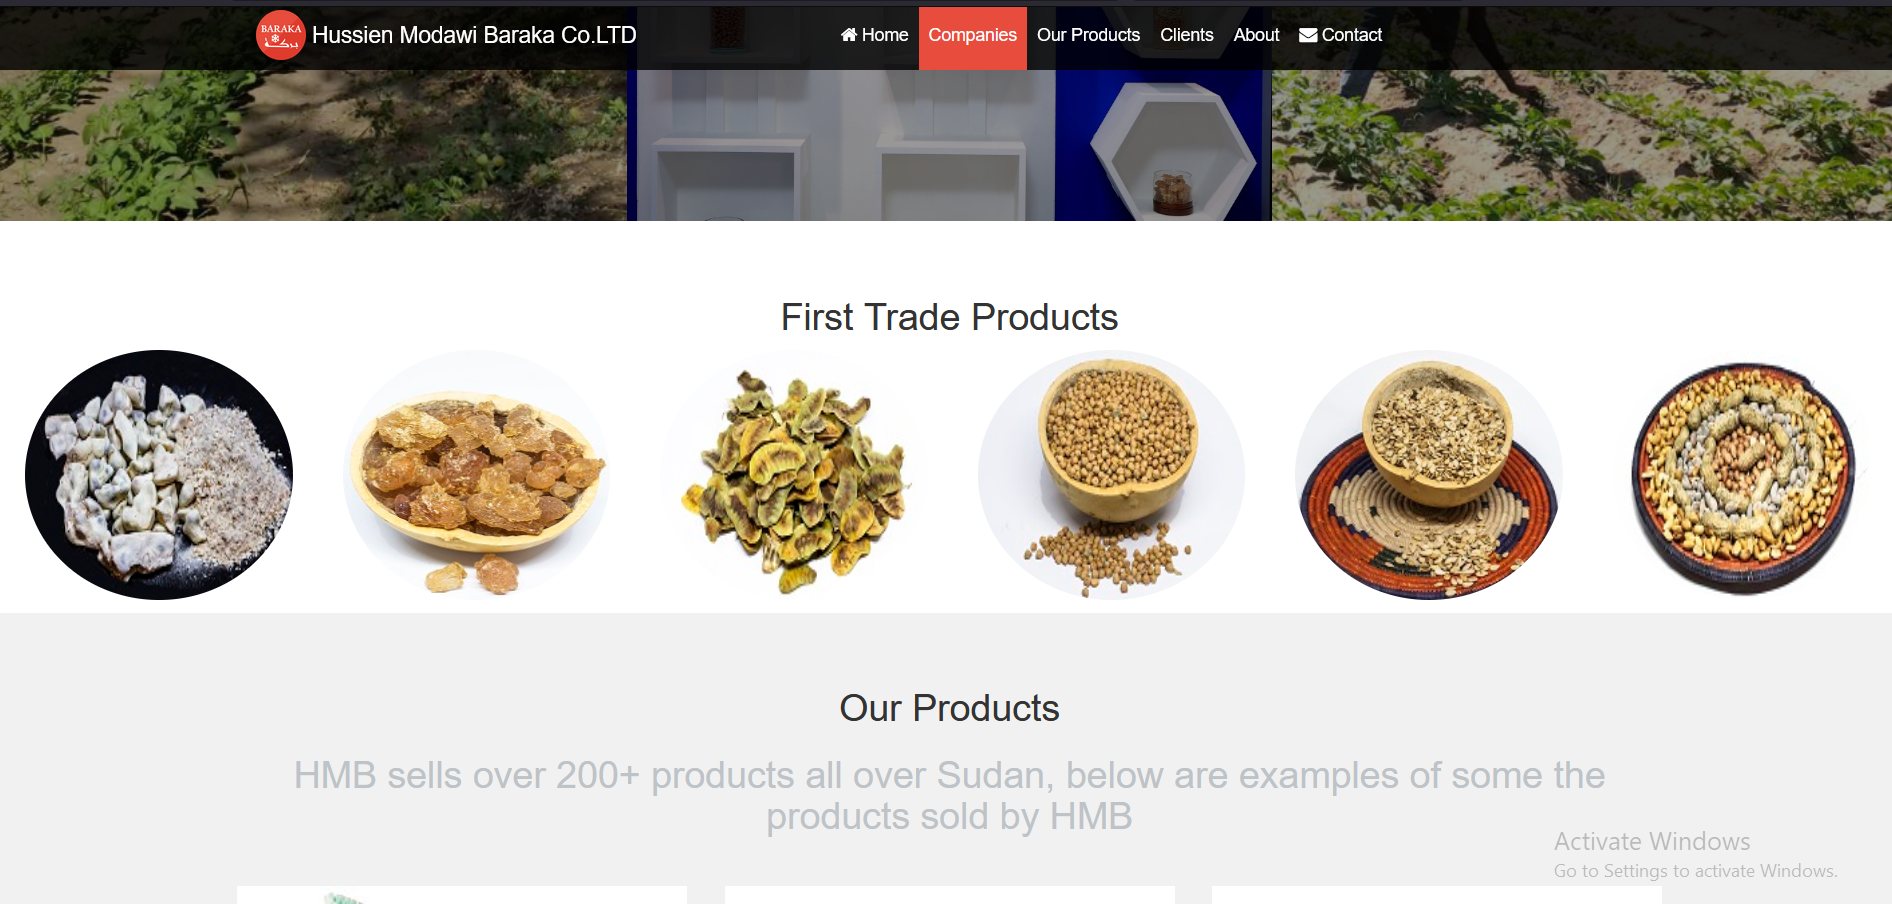 BARAKA
بركة
Hussien Modawi Baraka Co.LTD
Home Companies Our Products Clients About Contact
First Trade Products
Our Products
HMB sells over 200+ products all over Sudan, below are examples of some the
products sold by HMB
Activate Windows
Go to Settings to activate Windows.